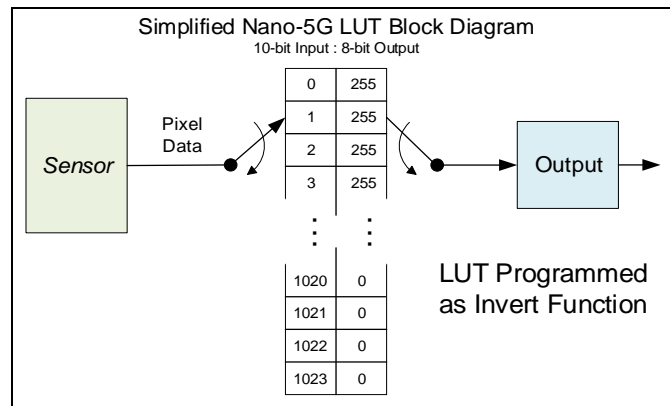 Simplified Nano-5G LUT Block Diagram
10-bit Input : 8-bit Output
Sensor
Pixel
Data
0 255
1 255
2 255
3 255
⋮ ⋮
1020 0
1021 0
1022 0
1023 0
Output
LUT Programmed
as Invert Function